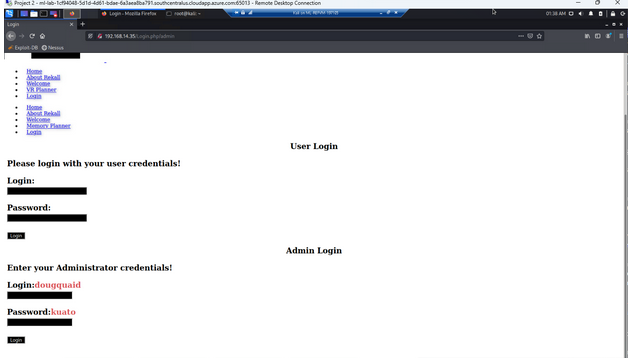 Project 2 - ml-lab-1cf94048-5d1d-4d61-bdae-6a3aea8ba791.southcentralus.cloudapp.azure.com:65013 - Remote Desktop Connection
Login - Mozilla Firefox
root@kali: ~
01:38 AM
Login
192.168.14.35/Login.php/admin
Exploit-DB
Nessus
Home
About Rekall
Welcome
VR Planner
Login
Home
About Rekall
Welcome
Memory Planner
Login
User Login
Please login with your user credentials!
Login:
Password:
Login
Admin Login
Enter your Administrator credentials!
Login:dougquaid
Password:kuato
Login